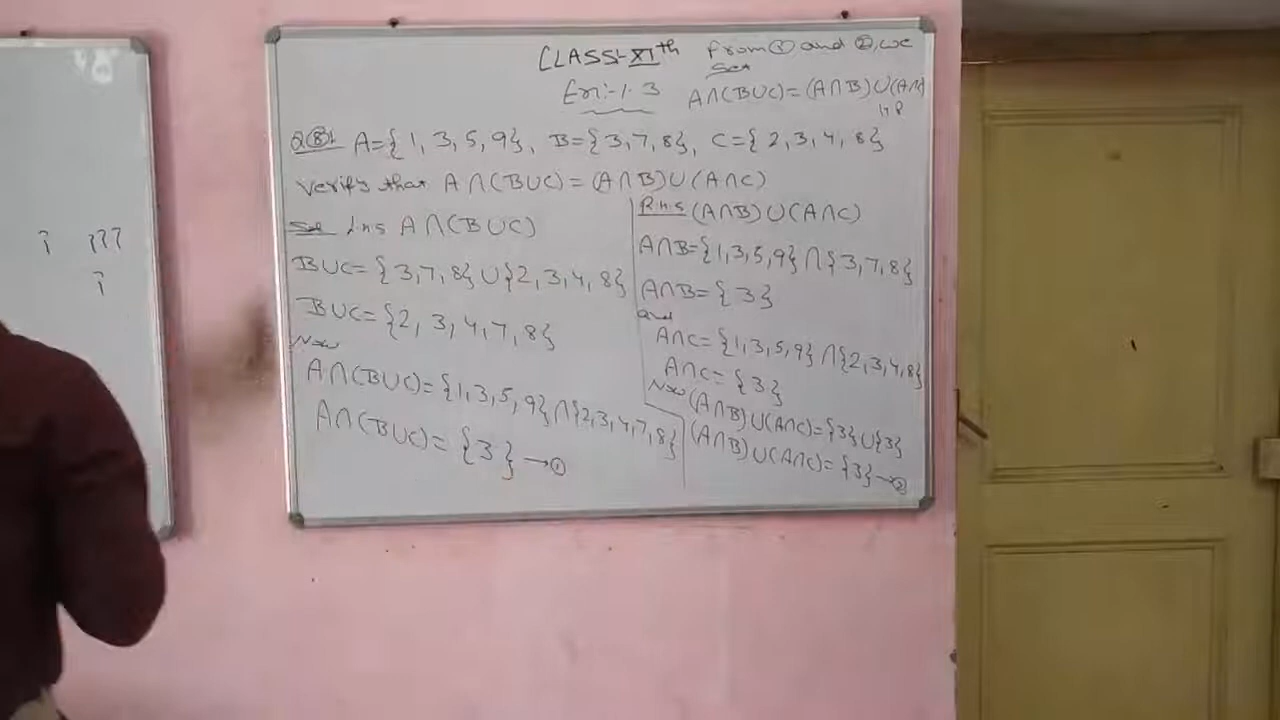 CLASS:-XIth
From ① and ②, we
get
Ex:-1.3
A∩(B∪C)=(A∩B)∪(A∩C)
Q⑧: A={1, 3, 5, 9}, B={3, 7, 8}, C={2, 3, 4, 8}
Verify that A∩(B∪C)=(A∩B)∪(A∩C)
Sol L.h.s A∩(B∪C)
B∪C={3, 7, 8}∪{2, 3, 4, 8}
B∪C={2, 3, 4, 7, 8}
Now
A∩(B∪C)={1, 3, 5, 9}∩{2, 3, 4, 7, 8}
A∩(B∪C)={3}→①
R.h.s (A∩B)∪(A∩C)
A∩B={1, 3, 5, 9}∩{3, 7, 8}
A∩B={3}
and
A∩C={1, 3, 5, 9}∩{2, 3, 4, 8}
A∩C={3}
Now (A∩B)∪(A∩C)={3}∪{3}
(A∩B)∪(A∩C)={3}→②